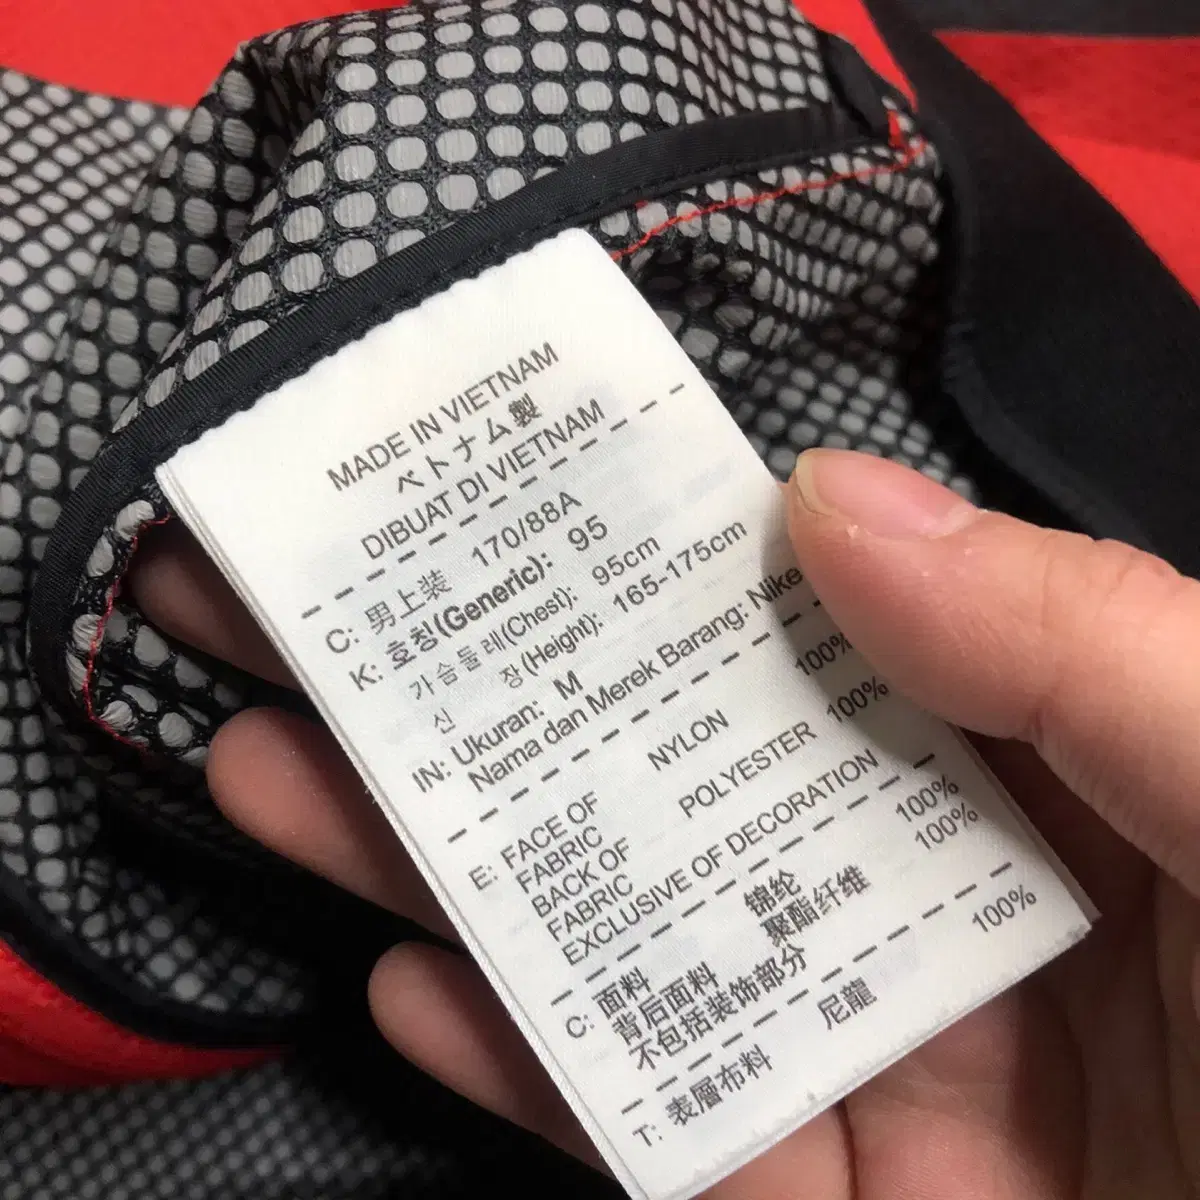 MADE IN VIETNAM
ベトナム製
DIBUAT DI VIETNAM
C: 男上装 170/88A
K: 호칭(Generic): 95
가슴둘레(Chest): 95cm
신 장(Height): 165-175cm
IN: Ukuran: M
Nama dan Merek Barang: Nike
E: FACE OF FABRIC NYLON 100%
BACK OF FABRIC POLYESTER 100%
EXCLUSIVE OF DECORATION
C: 面料 锦纶 100%
背后面料 聚酯纤维 100%
不包括装饰部分
T: 表層布料 尼龍 100%